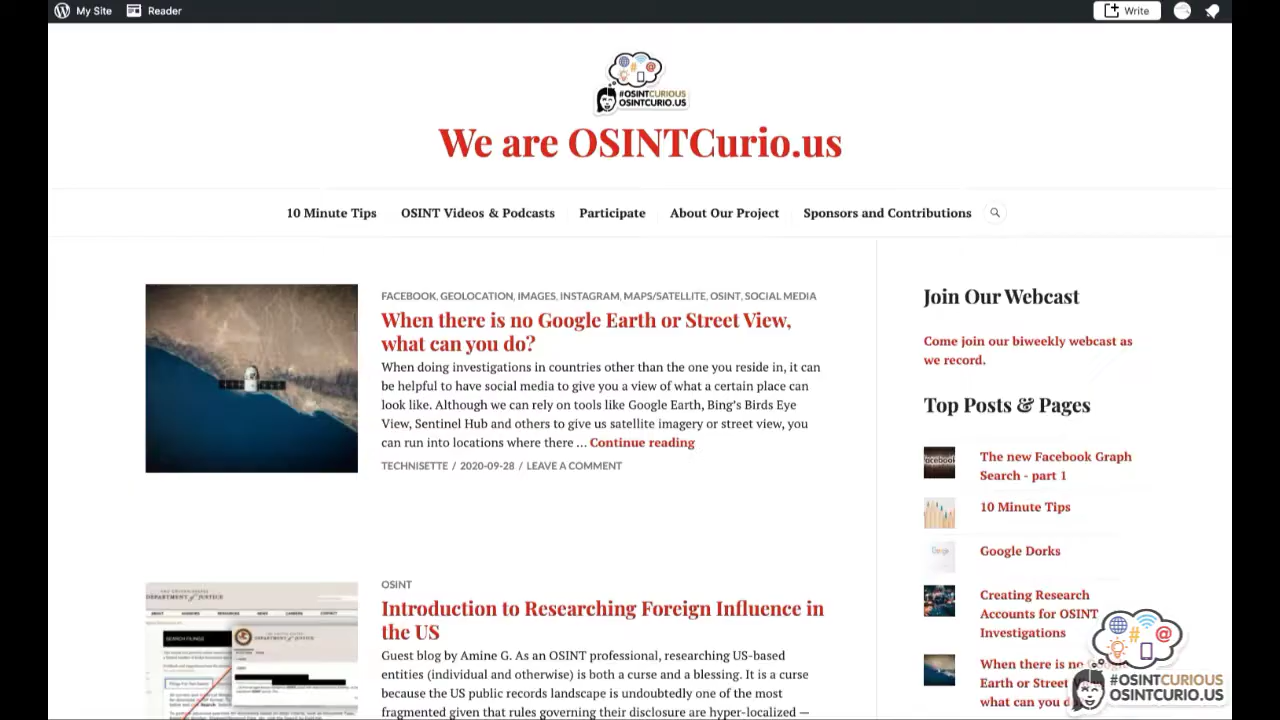 My Site
Reader
Write
#OSINTCURIOUS
OSINTCURIO.US
We are OSINTCurio.us
10 Minute Tips
OSINT Videos & Podcasts
Participate
About Our Project
Sponsors and Contributions
FACEBOOK, GEOLOCATION, IMAGES, INSTAGRAM, MAPS/SATELLITE, OSINT, SOCIAL MEDIA
When there is no Google Earth or Street View,
what can you do?
When doing investigations in countries other than the one you reside in, it can
be helpful to have social media to give you a view of what a certain place can
look like. Although we can rely on tools like Google Earth, Bing's Birds Eye
View, Sentinel Hub and others to give us satellite imagery or street view, you
can run into locations where there … Continue reading
TECHNISETTE / 2020-09-28 / LEAVE A COMMENT
OSINT
Introduction to Researching Foreign Influence in
the US
Guest blog by Amine G. As an OSINT professional, researching US-based
entities (individual and otherwise) is both a curse and a blessing. It is a curse
because the US public records landscape is undoubtedly one of the most
fragmented given that rules governing their disclosure are hyper-localized —
DEPARTMENT of JUSTICE
SEARCH FILINGS
DEPARTMENT of JUSTICE
Join Our Webcast
Come join our biweekly webcast as
we record.
Top Posts & Pages
The new Facebook Graph
Search - part 1
10 Minute Tips
Google Dorks
Creating Research
Accounts for OSINT
Investigations
When there is no
Earth or Street
what can you
#OSINTCURIOUS
OSINTCURIO.US